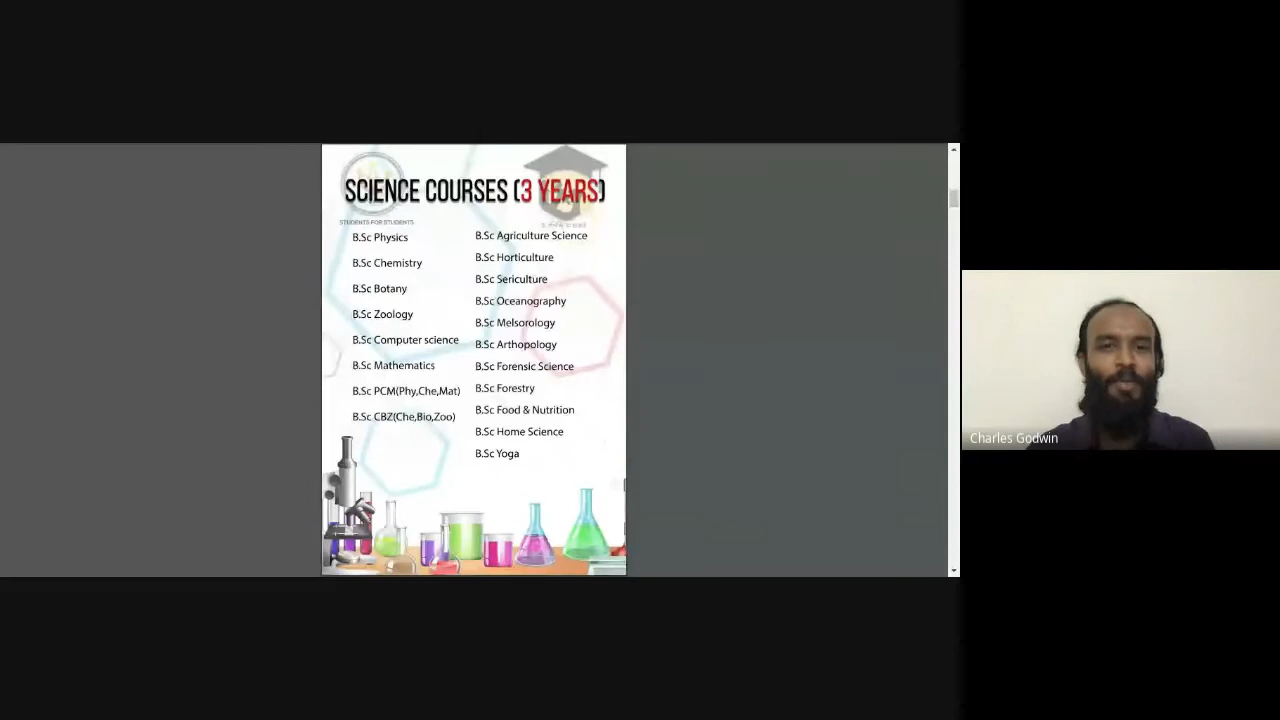 SCIENCE COURSES (3 YEARS)
STUDENTS FOR STUDENTS
B.Sc Physics
B.Sc Chemistry
B.Sc Botany
B.Sc Zoology
B.Sc Computer science
B.Sc Mathematics
B.Sc PCM(Phy,Che,Mat)
B.Sc CBZ(Che,Bio,Zoo)
B.Sc Agriculture Science
B.Sc Horticulture
B.Sc Sericulture
B.Sc Oceanography
B.Sc Melsorology
B.Sc Arthopology
B.Sc Forensic Science
B.Sc Forestry
B.Sc Food & Nutrition
B.Sc Home Science
B.Sc Yoga
Charles Godwin